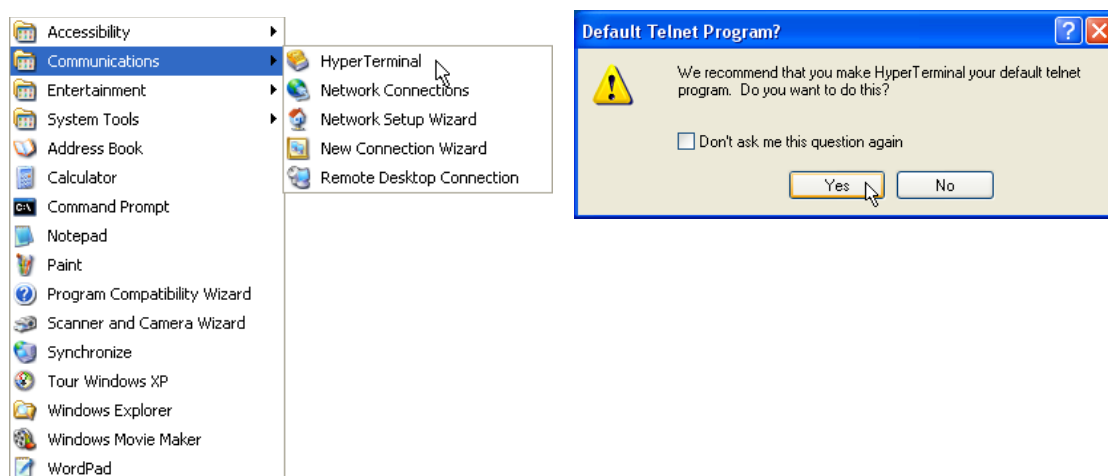 Accessibility
Communications
Entertainment
System Tools
Address Book
Calculator
Command Prompt
Notepad
Paint
Program Compatibility Wizard
Scanner and Camera Wizard
Synchronize
Tour Windows XP
Windows Explorer
Windows Movie Maker
WordPad
HyperTerminal
Network Connections
Network Setup Wizard
New Connection Wizard
Remote Desktop Connection
Default Telnet Program?
We recommend that you make HyperTerminal your default telnet
program. Do you want to do this?
Don't ask me this question again
Yes
No